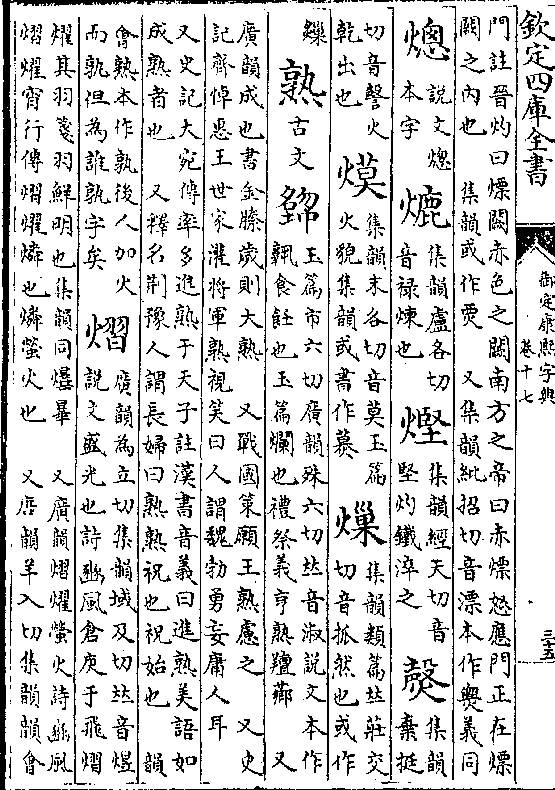 欽定四庫全書
御定康熙字典
卷十七
三十五
門註晉灼曰熛闕赤色之闕南方之帝曰赤熛怒應門正在熛
闕之内也 集韻或作 又集韻紕招切音漂本作㷠義同
熜
說文熜
本字
熝
集韻盧各切
音祿煉也
熞
集韻經天切音
堅灼鐵淬之
㷫
集韻
棄挺
切音謦火
乾出也
集韻末各切音莫玉篇
火貌集韻或書作慕
集韻類篇𠀤莊交
切音抓然也或作
熟
古文
玉篇市六切廣韻殊六切𠀤音淑說文本作
食飪也玉篇爛也禮祭義亨熟羶薌 又
廣韻成也書金縢歲則大熟 又戰國策願王熟慮之 又史
記齊悼惠王世家灌將軍熟視笑曰人謂魏勃勇妄庸人耳
又史記大宛傳率多進熟于天子註漢書音義曰進熟美語如
成熟者也 又釋名荆豫人謂長婦曰熟熟祝也祝始也 韻
會熟本作孰後人加火
而孰但為誰孰字矣
熠
廣韻為立切集韻域及切𠀤音煜
說文盛光也詩豳風倉庚于飛熠
燿其羽箋羽鮮明也集韻同 又廣韻熠燿螢火詩豳風
熠燿宵行傳熠燿燐也燐螢火也 又唐韻羊入切集韻韻會